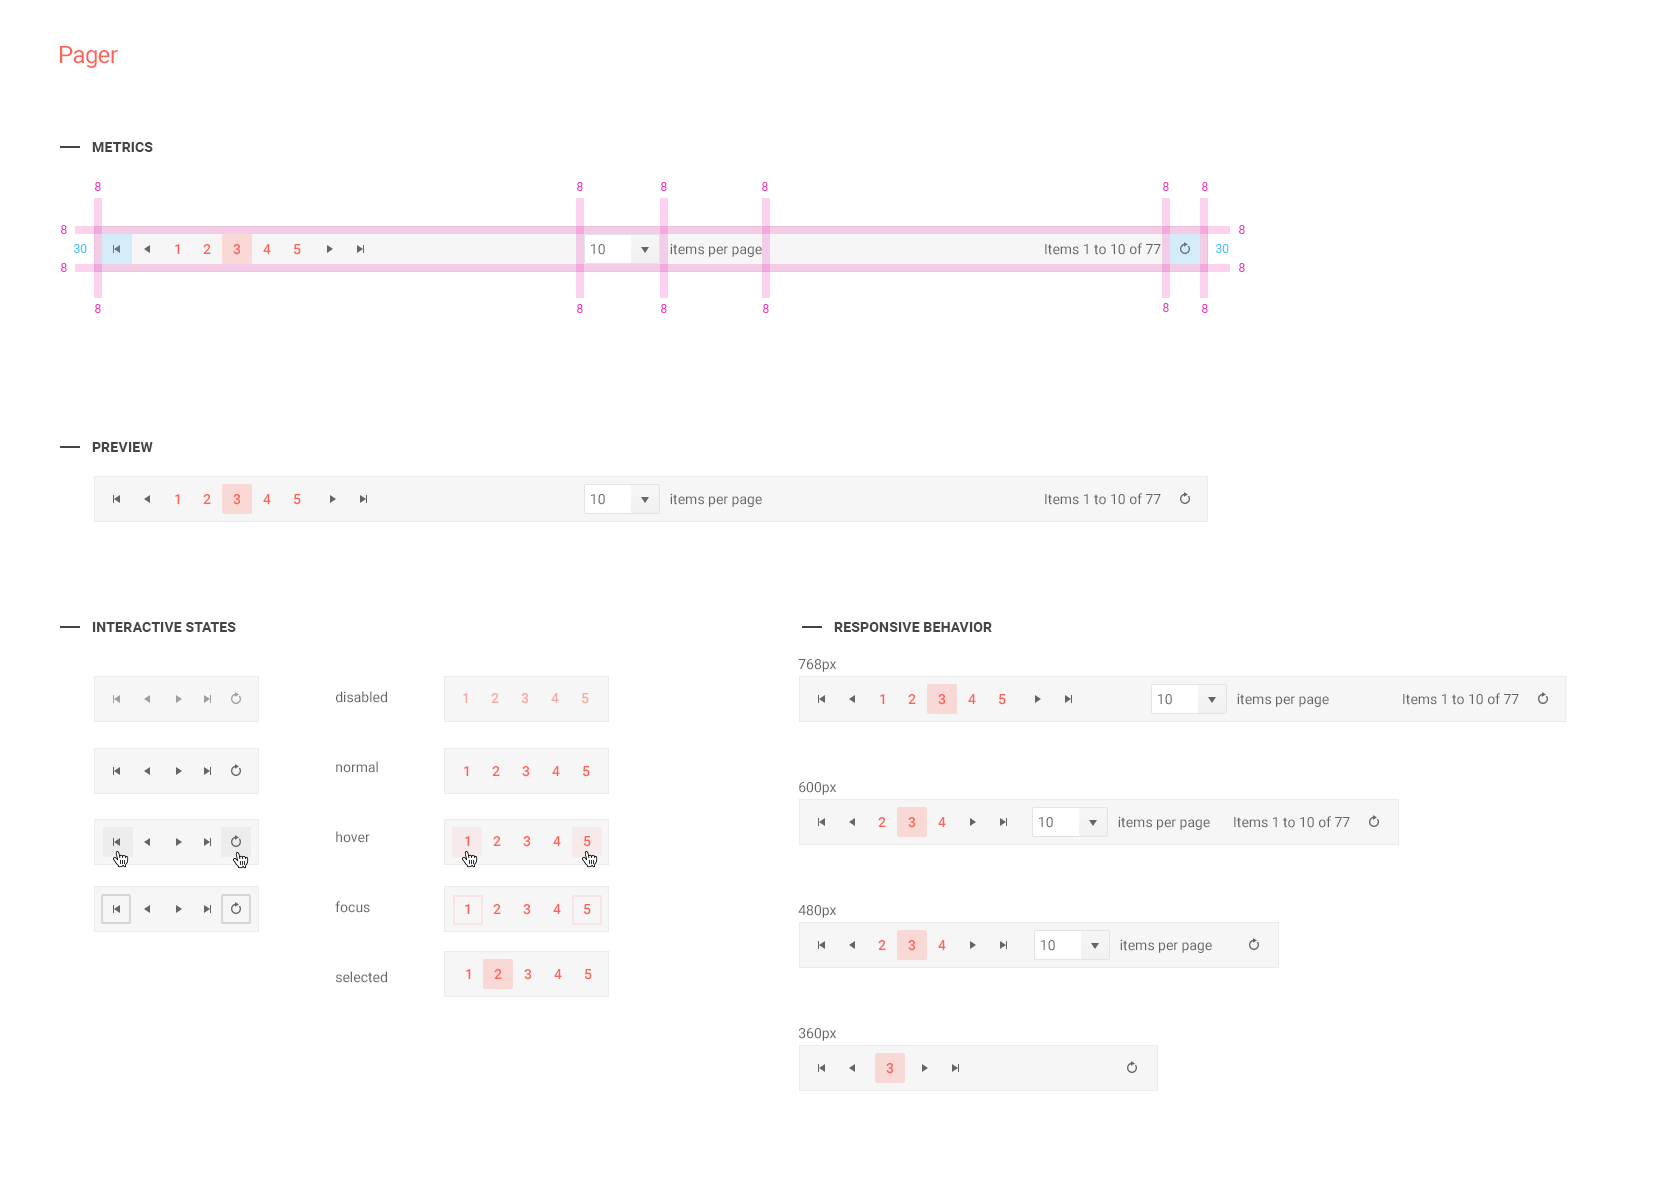 Pager
METRICS
8 8 8 8 8 8
8 8
30 1 2 3 4 5 10 items per page Items 1 to 10 of 77 30
8 8
8 8 8 8 8 8
PREVIEW
1 2 3 4 5 10 items per page Items 1 to 10 of 77
INTERACTIVE STATES
disabled 1 2 3 4 5
normal 1 2 3 4 5
hover 1 2 3 4 5
focus 1 2 3 4 5
selected 1 2 3 4 5
RESPONSIVE BEHAVIOR
768px
1 2 3 4 5 10 items per page Items 1 to 10 of 77
600px
2 3 4 10 items per page Items 1 to 10 of 77
480px
2 3 4 10 items per page
360px
3